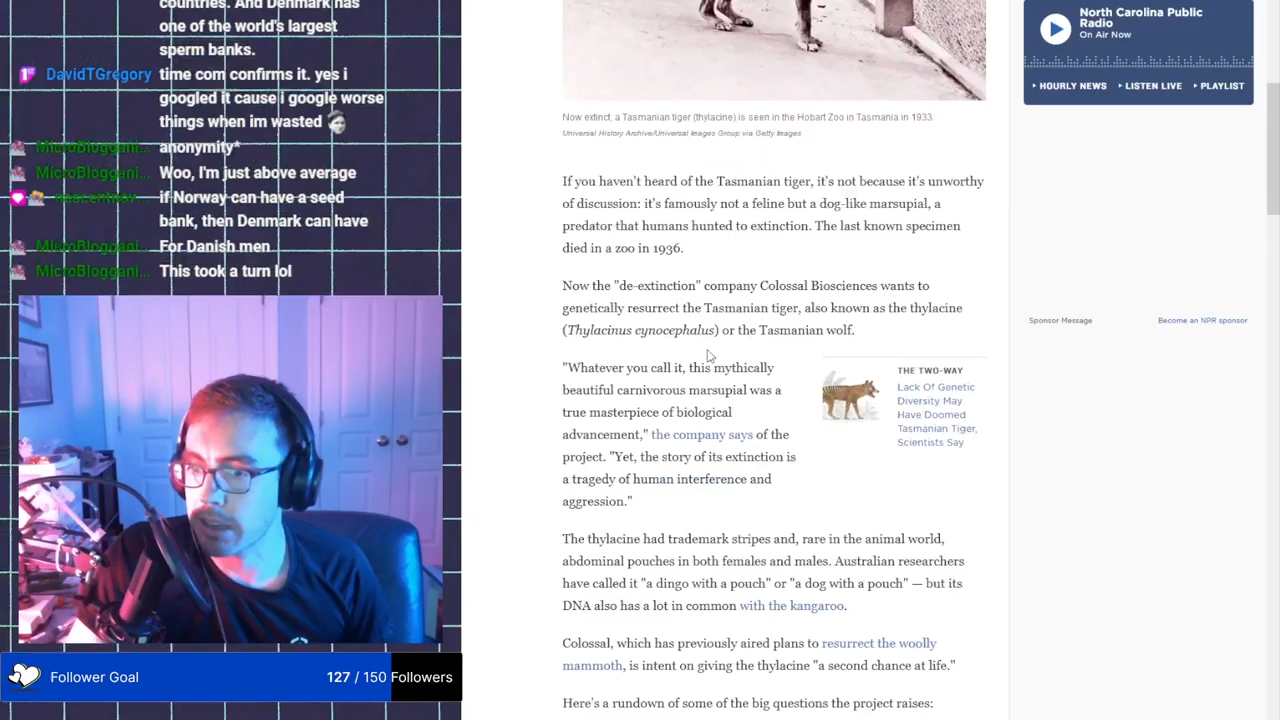 countries. And Denmark has
one of the world's largest
sperm banks.
DavidTGregory time com confirms it. yes i
googled it cause i google worse
things when im wasted
MicroBloggani... anonymity*
MicroBloggani... Woo, I'm just above average
nascentnov... if Norway can have a seed
bank, then Denmark can have
MicroBloggani... For Danish men
MicroBloggani... This took a turn lol
Follower Goal 127 / 150 Followers
Now extinct, a Tasmanian tiger (thylacine) is seen in the Hobart Zoo in Tasmania in 1933.
Universal History Archive/Universal Images Group via Getty Images
If you haven't heard of the Tasmanian tiger, it's not because it's unworthy
of discussion: it's famously not a feline but a dog-like marsupial, a
predator that humans hunted to extinction. The last known specimen
died in a zoo in 1936.
Now the "de-extinction" company Colossal Biosciences wants to
genetically resurrect the Tasmanian tiger, also known as the thylacine
(Thylacinus cynocephalus) or the Tasmanian wolf.
"Whatever you call it, this mythically
beautiful carnivorous marsupial was a
true masterpiece of biological
advancement," the company says of the
project. "Yet, the story of its extinction is
a tragedy of human interference and
aggression."
THE TWO-WAY
Lack Of Genetic
Diversity May
Have Doomed
Tasmanian Tiger,
Scientists Say
The thylacine had trademark stripes and, rare in the animal world,
abdominal pouches in both females and males. Australian researchers
have called it "a dingo with a pouch" or "a dog with a pouch" — but its
DNA also has a lot in common with the kangaroo.
Colossal, which has previously aired plans to resurrect the woolly
mammoth, is intent on giving the thylacine "a second chance at life."
Here's a rundown of some of the big questions the project raises:
North Carolina Public
Radio
On Air Now
HOURLY NEWS LISTEN LIVE PLAYLIST
Sponsor Message Become an NPR sponsor